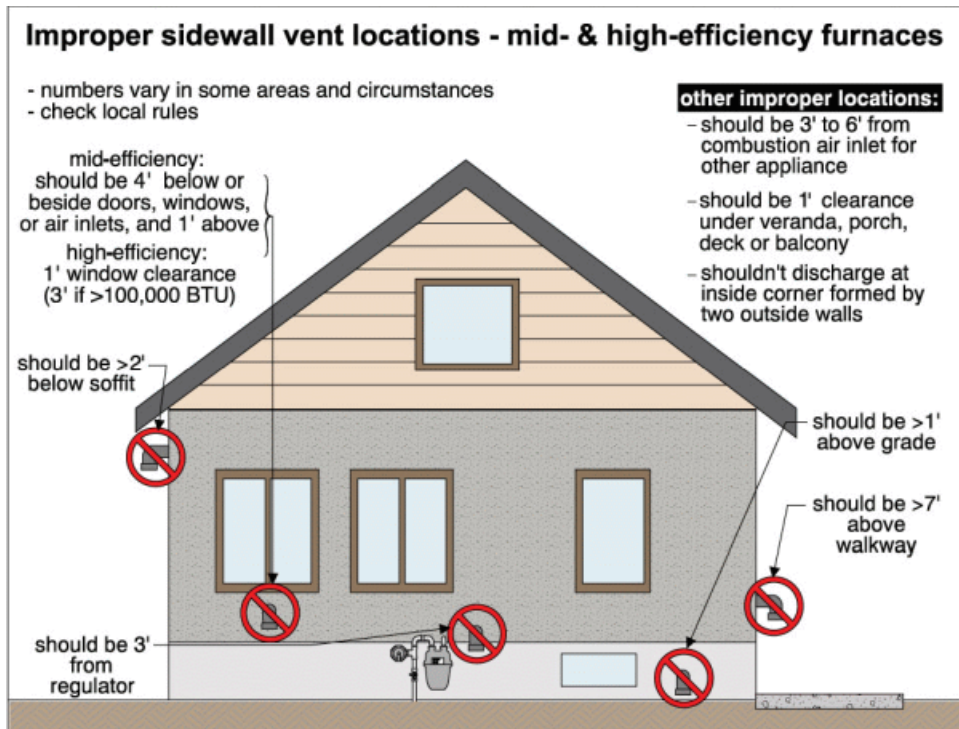 Improper sidewall vent locations - mid- & high-efficiency furnaces
- numbers vary in some areas and circumstances
- check local rules
mid-efficiency:
should be 4' below or
beside doors, windows,
or air inlets, and 1' above
high-efficiency:
1' window clearance
(3' if >100,000 BTU)
other improper locations:
– should be 3' to 6' from
combustion air inlet for
other appliance
– should be 1' clearance
under veranda, porch,
deck or balcony
– shouldn't discharge at
inside corner formed by
two outside walls
should be >2'
below soffit
should be >1'
above grade
should be >7'
above
walkway
should be 3'
from
regulator